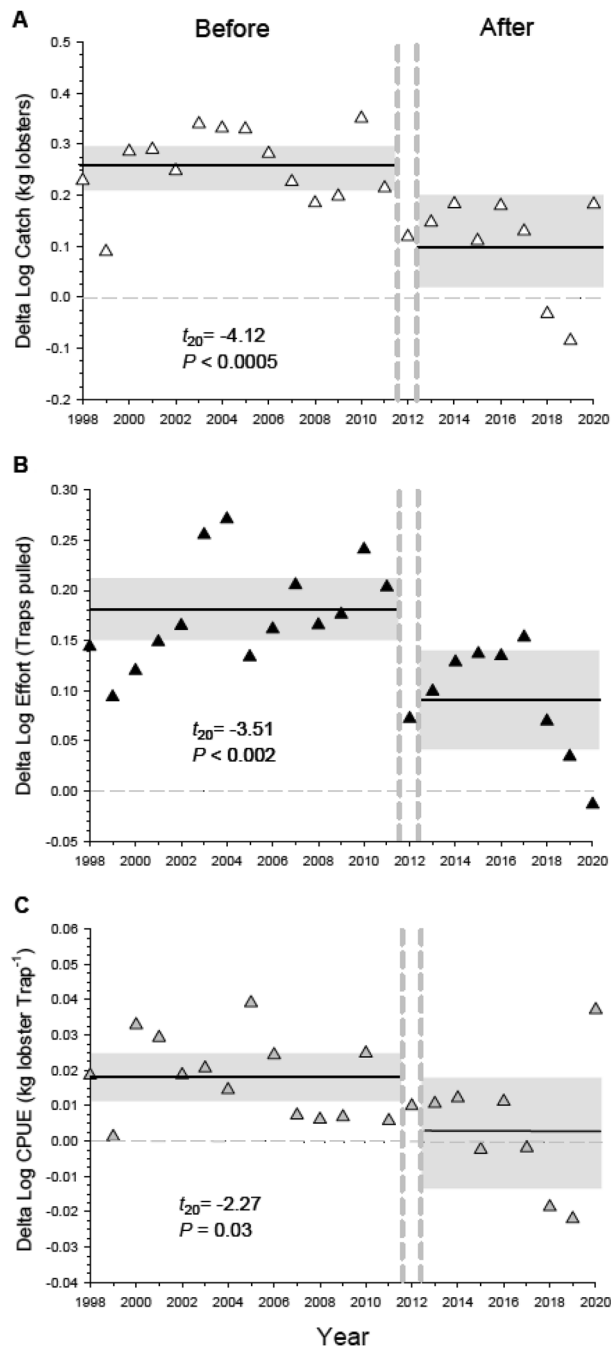 A
Before
After
Delta Log Catch (kg lobsters)
0.5
0.4
0.3
0.2
0.1
0.0
-0.1
-0.2
t20= -4.12
P < 0.0005
1998 2000 2002 2004 2006 2008 2010 2012 2014 2016 2018 2020
B
Delta Log Effort (Traps pulled)
0.30
0.25
0.20
0.15
0.10
0.05
0.00
-0.05
t20 = -3.51
P < 0.002
1998 2000 2002 2004 2006 2008 2010 2012 2014 2016 2018 2020
C
Delta Log CPUE (kg lobster Trap-1)
0.06
0.05
0.04
0.03
0.02
0.01
0.00
-0.01
-0.02
-0.03
-0.04
t20= -2.27
P = 0.03
1998 2000 2002 2004 2006 2008 2010 2012 2014 2016 2018 2020
Year